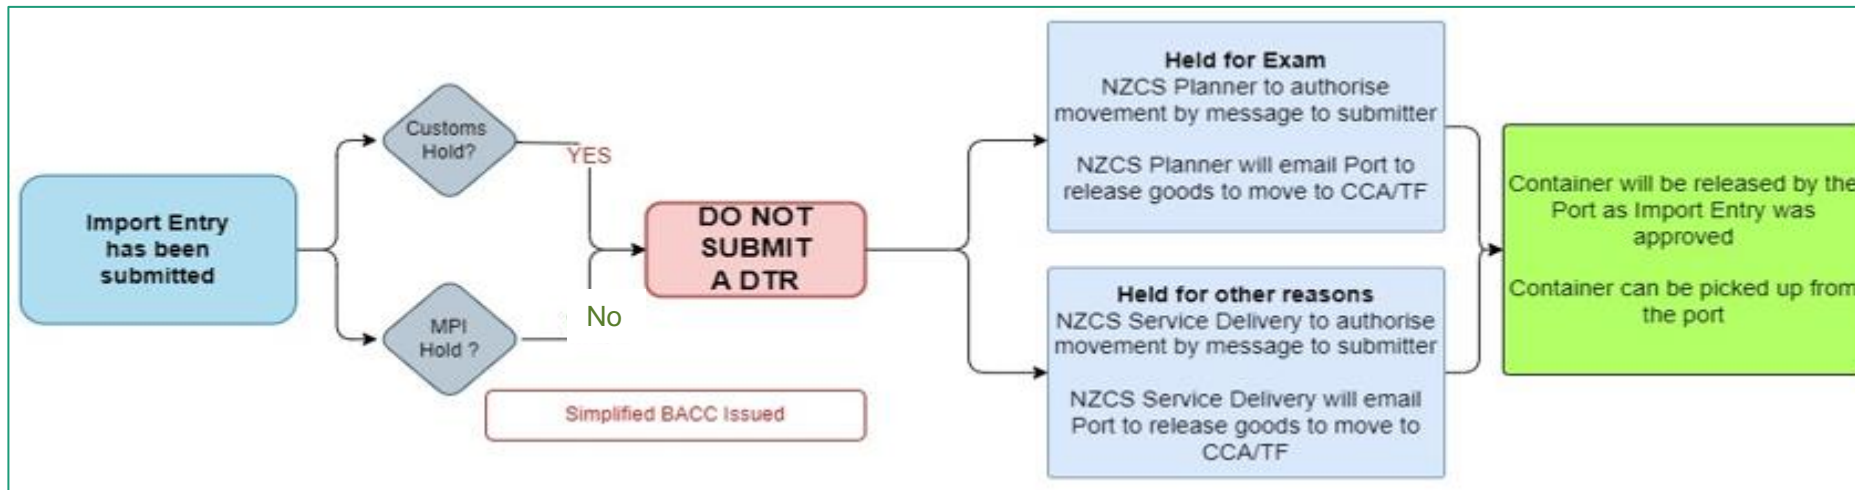 Import Entry
has been
submitted
Customs
Hold?
YES
MPI
Hold ?
No
Simplified BACC Issued
DO NOT
SUBMIT
A DTR
Held for Exam
NZCS Planner to authorise
movement by message to submitter
NZCS Planner will email Port to
release goods to move to CCA/TF
Held for other reasons
NZCS Service Delivery to authorise
movement by message to submitter
NZCS Service Delivery will email
Port to release goods to move to
CCA/TF
Container will be released by the
Port as Import Entry was
approved
Container can be picked up from
the port